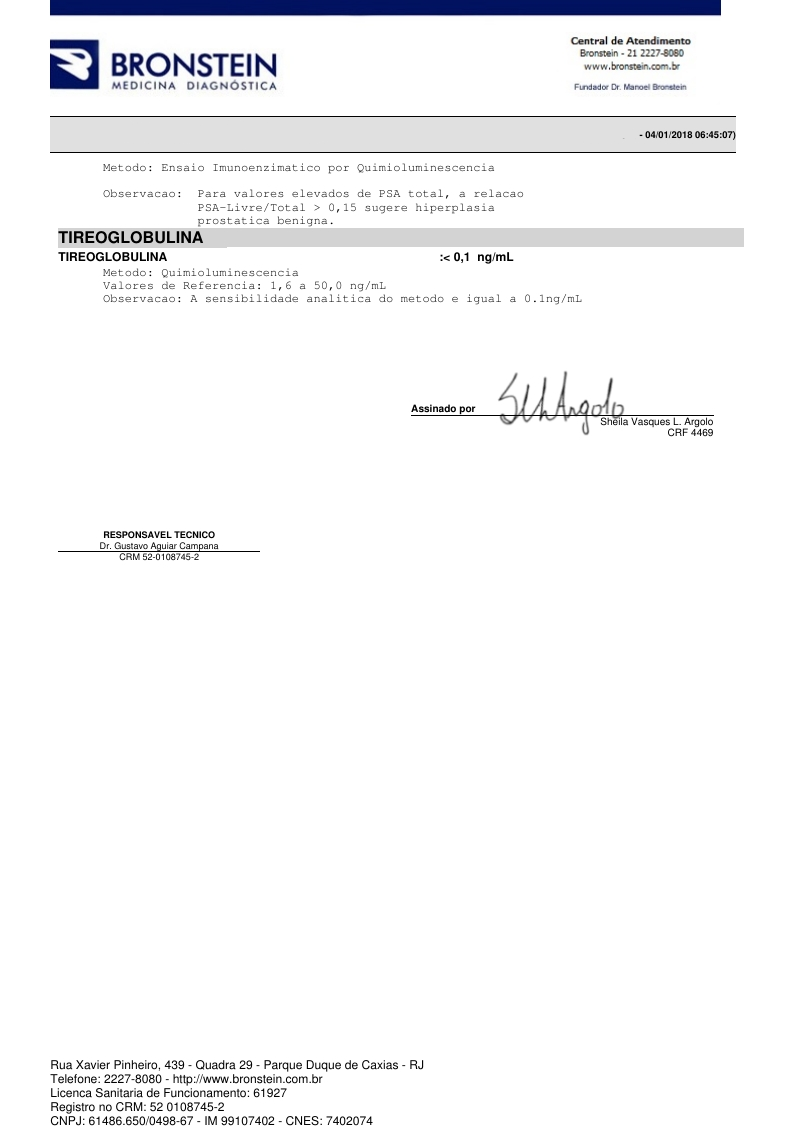 BRONSTEIN
MEDICINA DIAGNÓSTICA
Central de Atendimento
Bronstein - 21 2227-8080
www.bronstein.com.br
Fundador Dr. Manoel Bronstein
- 04/01/2018 06:45:07)
Metodo: Ensaio Imunoenzimatico por Quimioluminescencia
Observacao: Para valores elevados de PSA total, a relacao
PSA-Livre/Total > 0,15 sugere hiperplasia
prostatica benigna.
TIREOGLOBULINA
TIREOGLOBULINA :< 0,1 ng/mL
Metodo: Quimioluminescencia
Valores de Referencia: 1,6 a 50,0 ng/mL
Observacao: A sensibilidade analitica do metodo e igual a 0.1ng/mL
Assinado por
Sheila Vasques L. Argolo
CRF 4469
RESPONSAVEL TECNICO
Dr. Gustavo Aguiar Campana
CRM 52-0108745-2
Rua Xavier Pinheiro, 439 - Quadra 29 - Parque Duque de Caxias - RJ
Telefone: 2227-8080 - http://www.bronstein.com.br
Licenca Sanitaria de Funcionamento: 61927
Registro no CRM: 52 0108745-2
CNPJ: 61486.650/0498-67 - IM 99107402 - CNES: 7402074